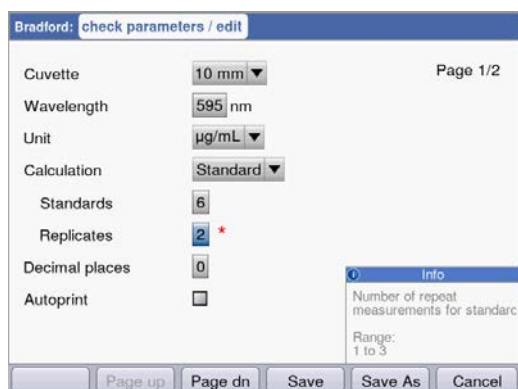 Bradford: check parameters / edit
Cuvette 10 mm Page 1/2
Wavelength 595 nm
Unit µg/mL
Calculation Standard
Standards 6
Replicates 2 *
Decimal places 0
Autoprint
Info
Number of repeat
measurements for standarc
Range:
1 to 3
Page up Page dn Save Save As Cancel